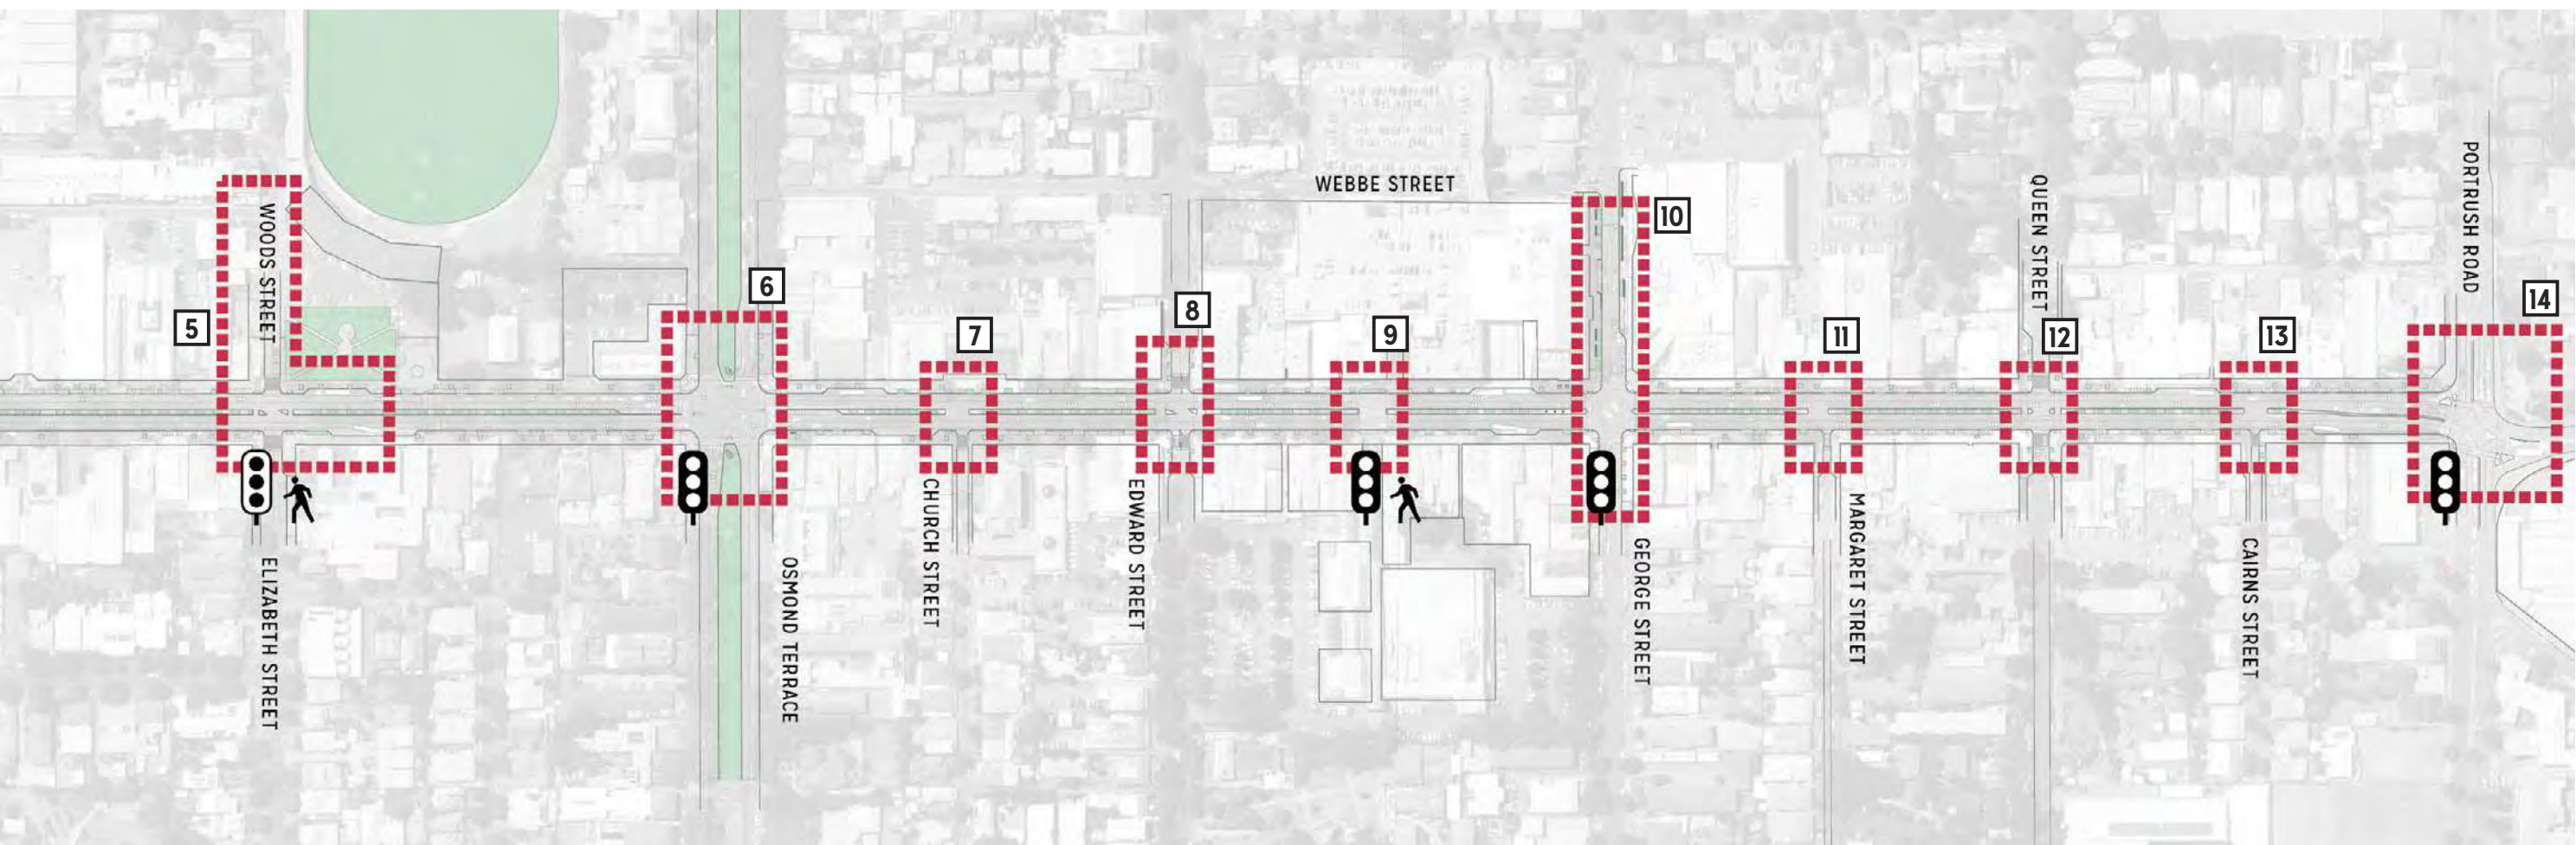 WEBBE STREET
PORTRUSH ROAD
QUEEN STREET
WOODS STREET
10
6
14
8
5
9
7
11
12
13
CHURCH STREET
EDWARD STREET
MARGARET STREET
GEORGE STREET
CAIRNS STREET
ELIZABETH STREET
OSMOND TERRACE